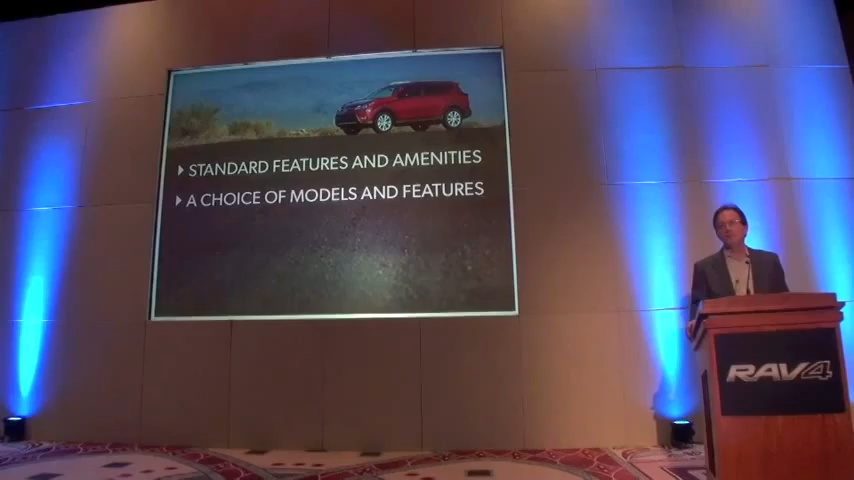 STANDARD FEATURES AND AMENITIES
A CHOICE OF MODELS AND FEATURES
RAV4